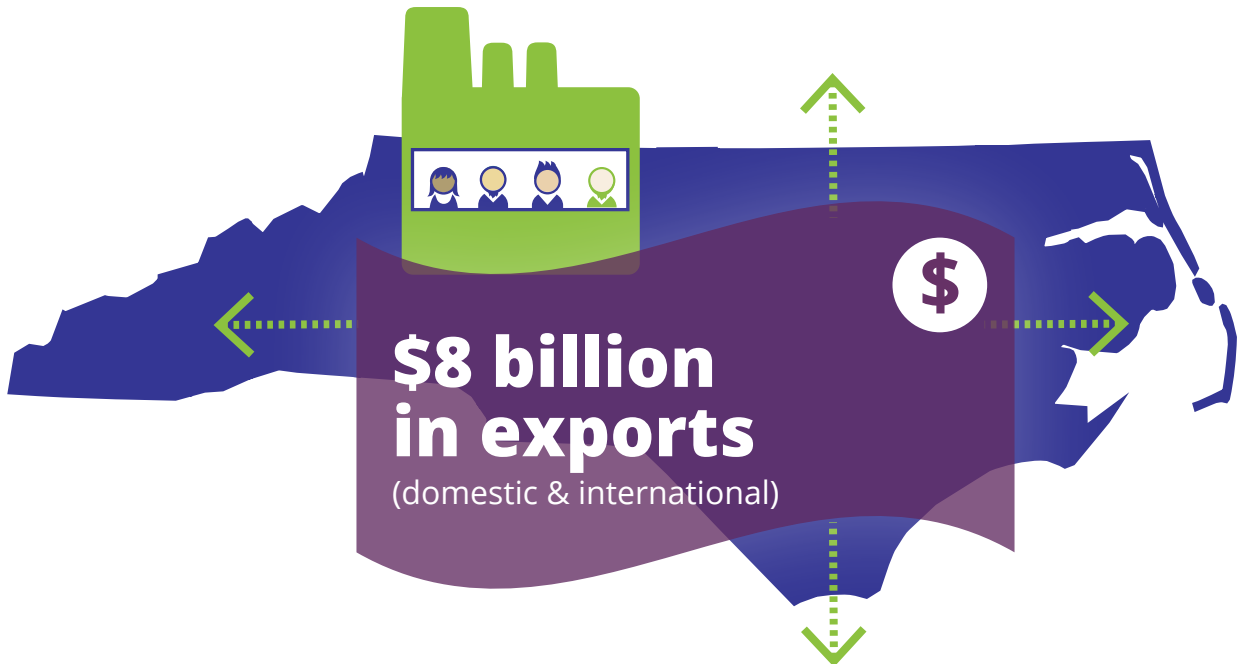 $
$8 billion
in exports
(domestic & international)